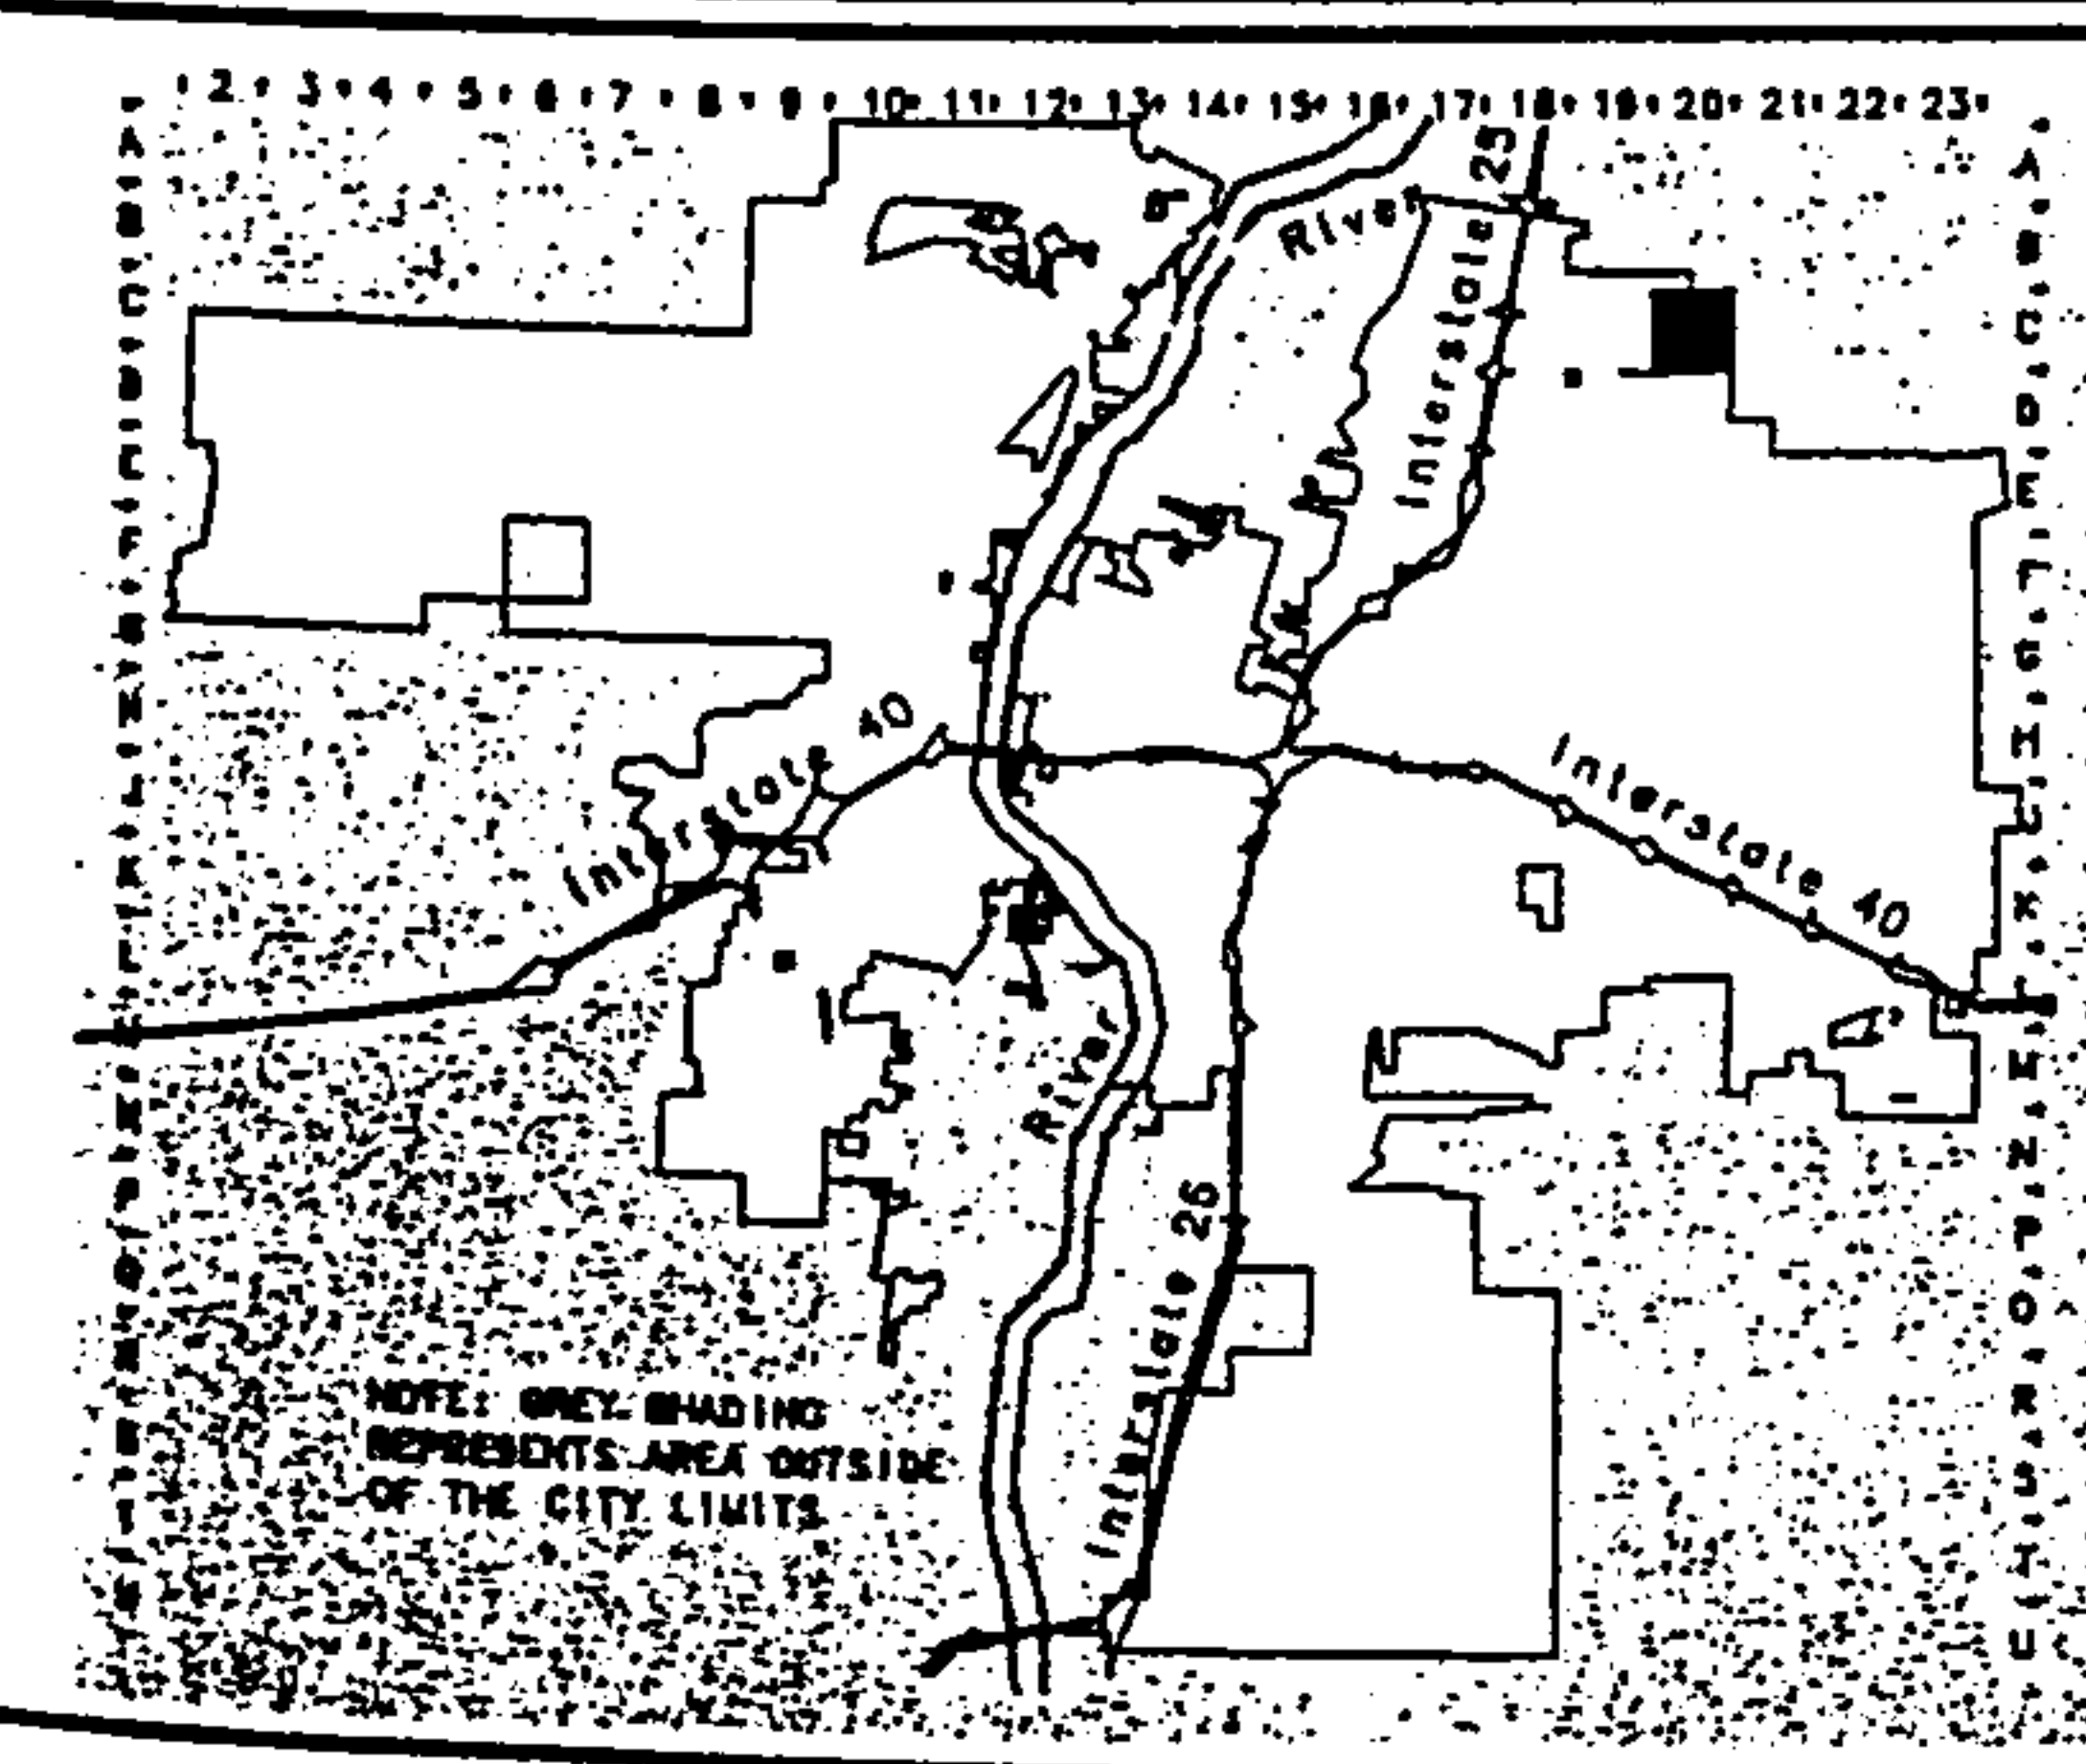 2 3 4 5 6 7 8 9 10 11 12 13 14 15 16 17 18 19 20 21 22 23
A
B
C
D
E
F
G
H
J
K
L
M
N
P
Q
R
S
T
A
B
C
D
E
F
G
H
J
K
L
M
N
P
Q
R
S
T
U
River
Interstate 25
Interstate 40
Interstate 40
River
Interstate 26
NOTE: GREY SHADING
REPRESENTS AREA OUTSIDE
OF THE CITY LIMITS